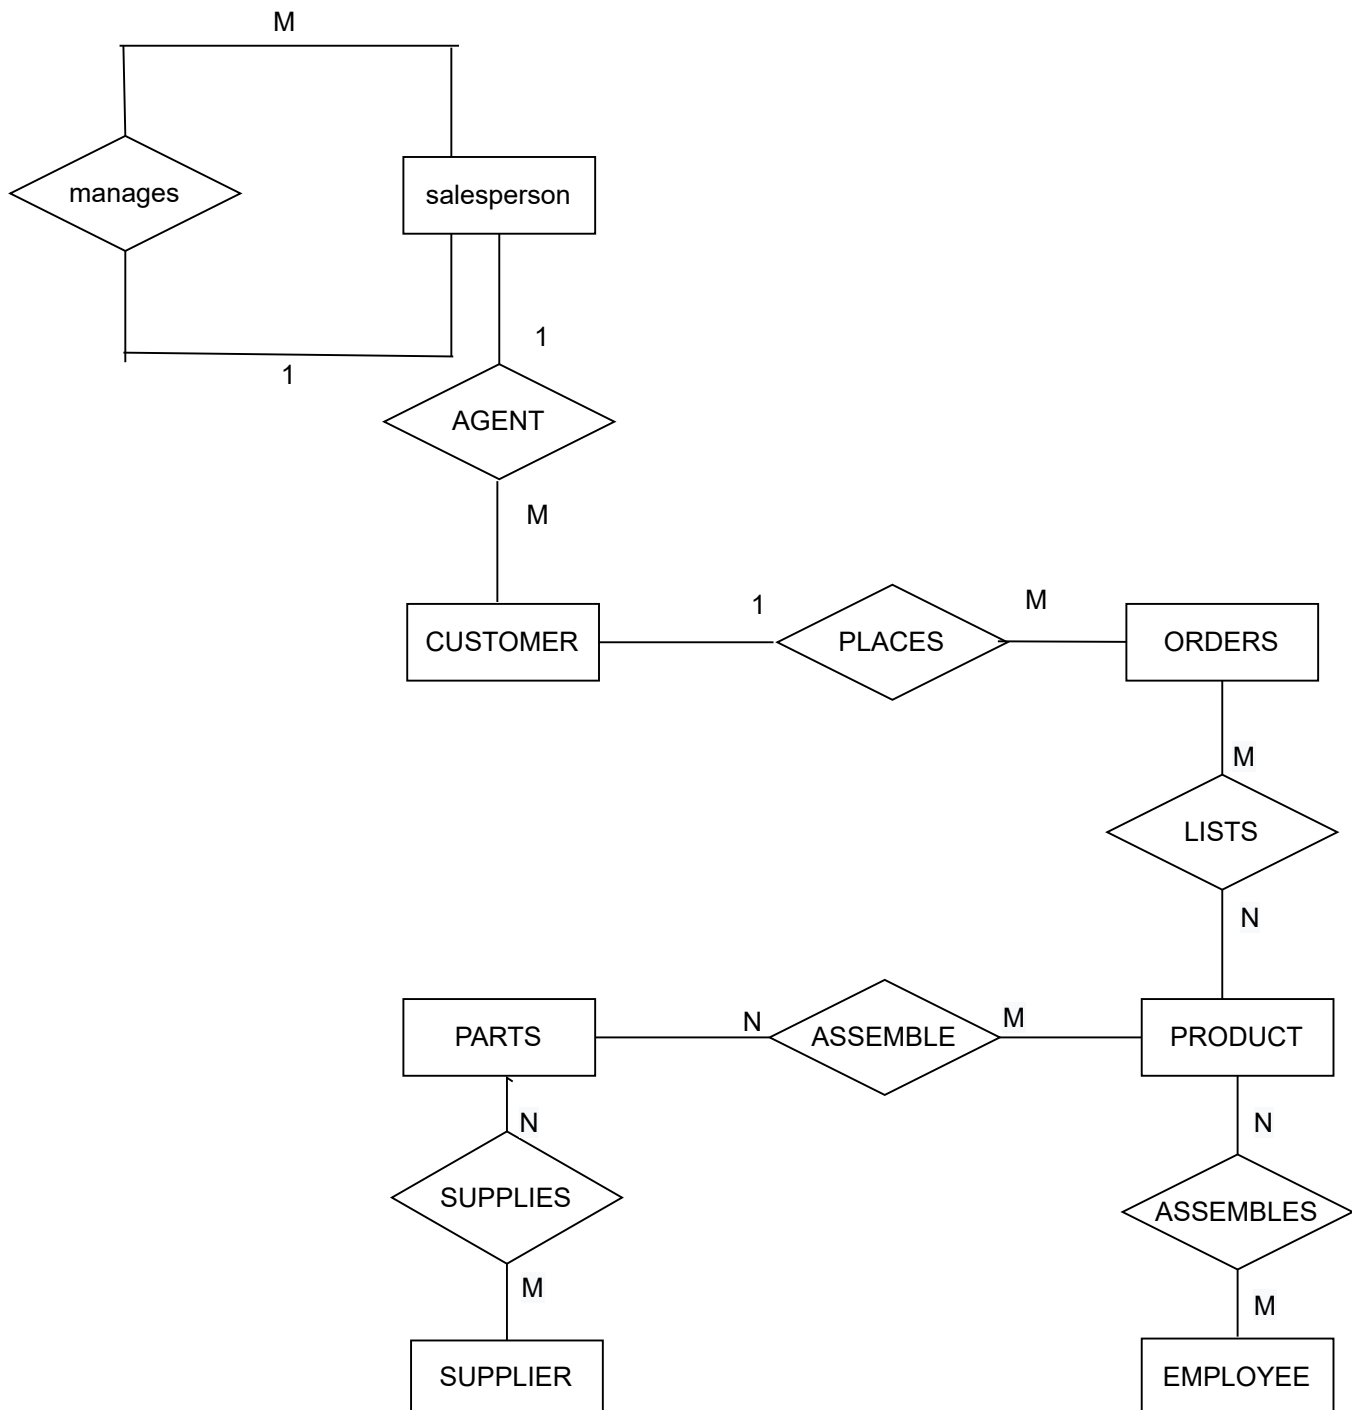 M
manages
salesperson
1
1
AGENT
M
CUSTOMER
1
PLACES
M
ORDERS
M
LISTS
N
PARTS
N
ASSEMBLE
M
PRODUCT
N
SUPPLIES
M
SUPPLIER
N
ASSEMBLES
M
EMPLOYEE